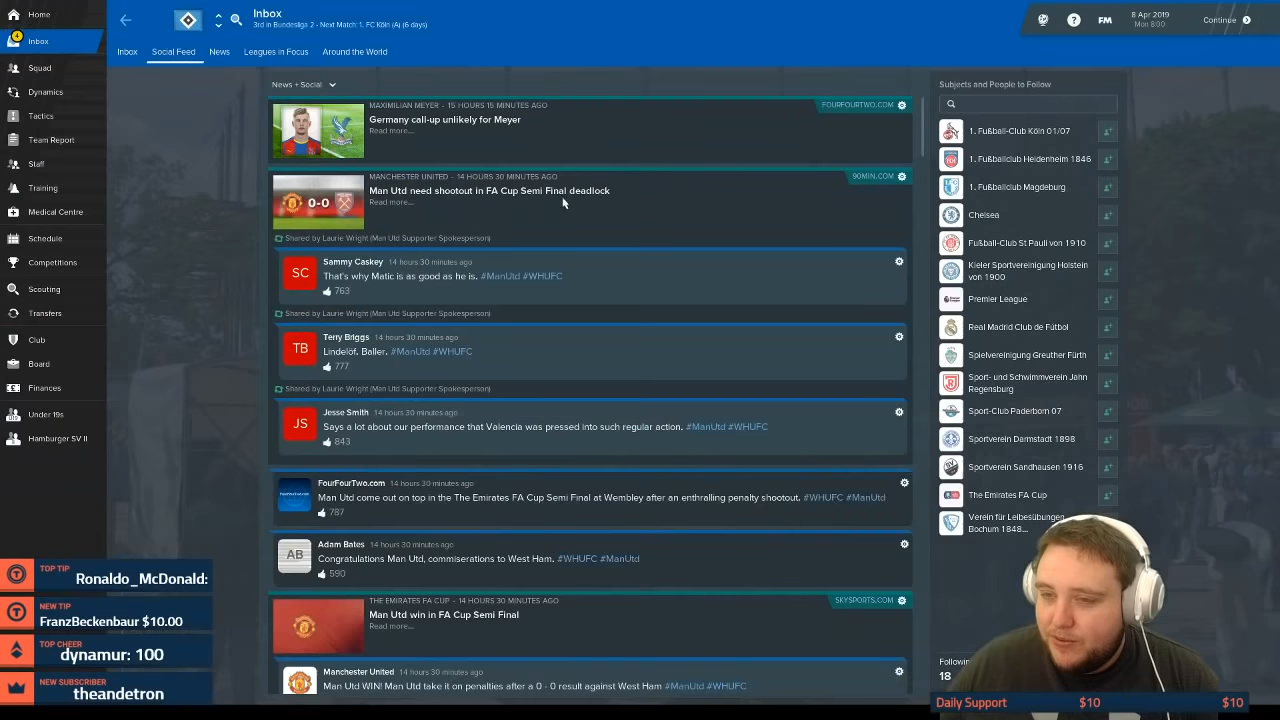 Home
4
Inbox
Squad
Dynamics
Tactics
Team Report
Staff
Training
Medical Centre
Schedule
Competitions
Scouting
Transfers
Club
Board
Finances
Under 19s
Hamburger SV II
Inbox
3rd in Bundesliga 2 - Next Match: 1. FC Köln (A) (6 days)
?
FM
8 Apr 2019
Mon 8:00
Continue
Inbox
Social Feed
News
Leagues in Focus
Around the World
News + Social
MAXIMILIAN MEYER - 15 HOURS 15 MINUTES AGO
FOURFOURTWO.COM
Germany call-up unlikely for Meyer
Read more...
MANCHESTER UNITED - 14 HOURS 30 MINUTES AGO
90MIN.COM
0-0
Man Utd need shootout in FA Cup Semi Final deadlock
Read more...
Shared by Laurie Wright (Man Utd Supporter Spokesperson)
SC
Sammy Caskey 14 hours 30 minutes ago
That's why Matic is as good as he is. #ManUtd #WHUFC
763
Shared by Laurie Wright (Man Utd Supporter Spokesperson)
TB
Terry Briggs 14 hours 30 minutes ago
Lindelöf. Baller. #ManUtd #WHUFC
777
Shared by Laurie Wright (Man Utd Supporter Spokesperson)
JS
Jesse Smith 14 hours 30 minutes ago
Says a lot about our performance that Valencia was pressed into such regular action. #ManUtd #WHUFC
843
FourFourTwo.com 14 hours 30 minutes ago
Man Utd come out on top in the The Emirates FA Cup Semi Final at Wembley after an enthralling penalty shootout. #WHUFC #ManUtd
787
AB
Adam Bates 14 hours 30 minutes ago
Congratulations Man Utd, commiserations to West Ham. #WHUFC #ManUtd
590
THE EMIRATES FA CUP - 14 HOURS 30 MINUTES AGO
SKYSPORTS.COM
Man Utd win in FA Cup Semi Final
Read more...
Manchester United 14 hours 30 minutes ago
Man Utd WIN! Man Utd take it on penalties after a 0 - 0 result against West Ham #ManUtd #WHUFC
Subjects and People to Follow
1. Fußball-Club Köln 01/07
1. Fußballclub Heidenheim 1846
1. Fußballclub Magdeburg
Chelsea
Fußball-Club St Pauli von 1910
Kieler Sportvereinigung Holstein
von 1900
Premier League
Real Madrid Club de Fútbol
Spielvereinigung Greuther Fürth
Sport- und Schwimmverein Jahn
Regensburg
Sport-Club Paderborn 07
Sportverein Darmstadt 1898
Sportverein Sandhausen 1916
The Emirates FA Cup
Verein für Leibesübungen
Bochum 1848...
Following
18
TOP TIP
Ronaldo_McDonald:
NEW TIP
FranzBeckenbaur $10.00
TOP CHEER
dynamur: 100
NEW SUBSCRIBER
theandetron
Daily Support $10 $10